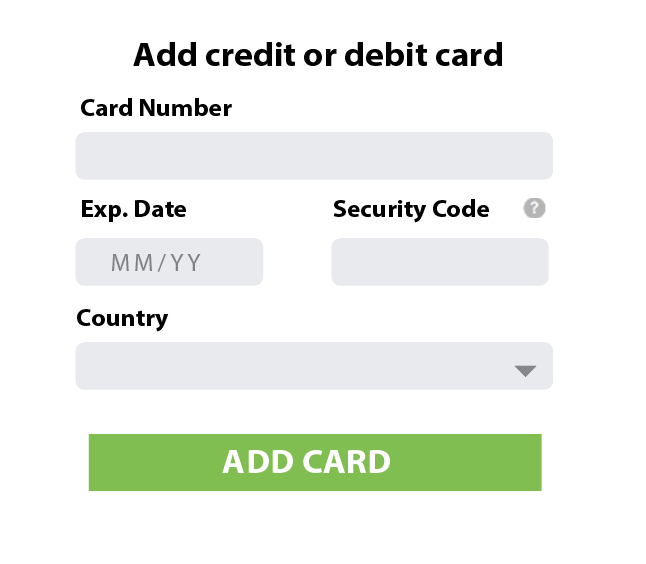 Add credit or debit card
Card Number
Exp. Date Security Code ?
MM/YY
Country
ADD CARD